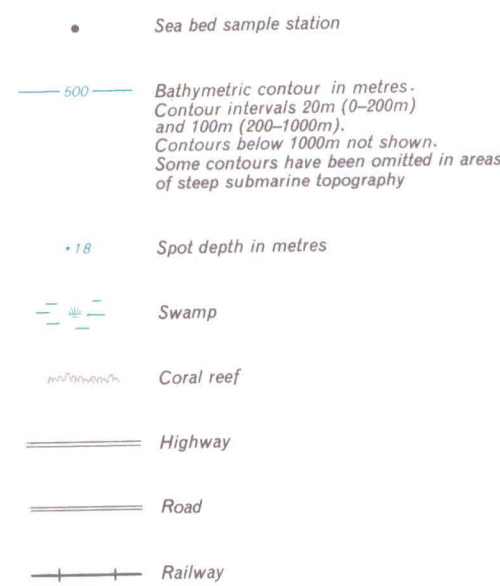 Sea bed sample station
500 Bathymetric contour in metres.
Contour intervals 20m (0–200m)
and 100m (200–1000m).
Contours below 1000m not shown.
Some contours have been omitted in areas
of steep submarine topography
•18 Spot depth in metres
Swamp
Coral reef
Highway
Road
Railway